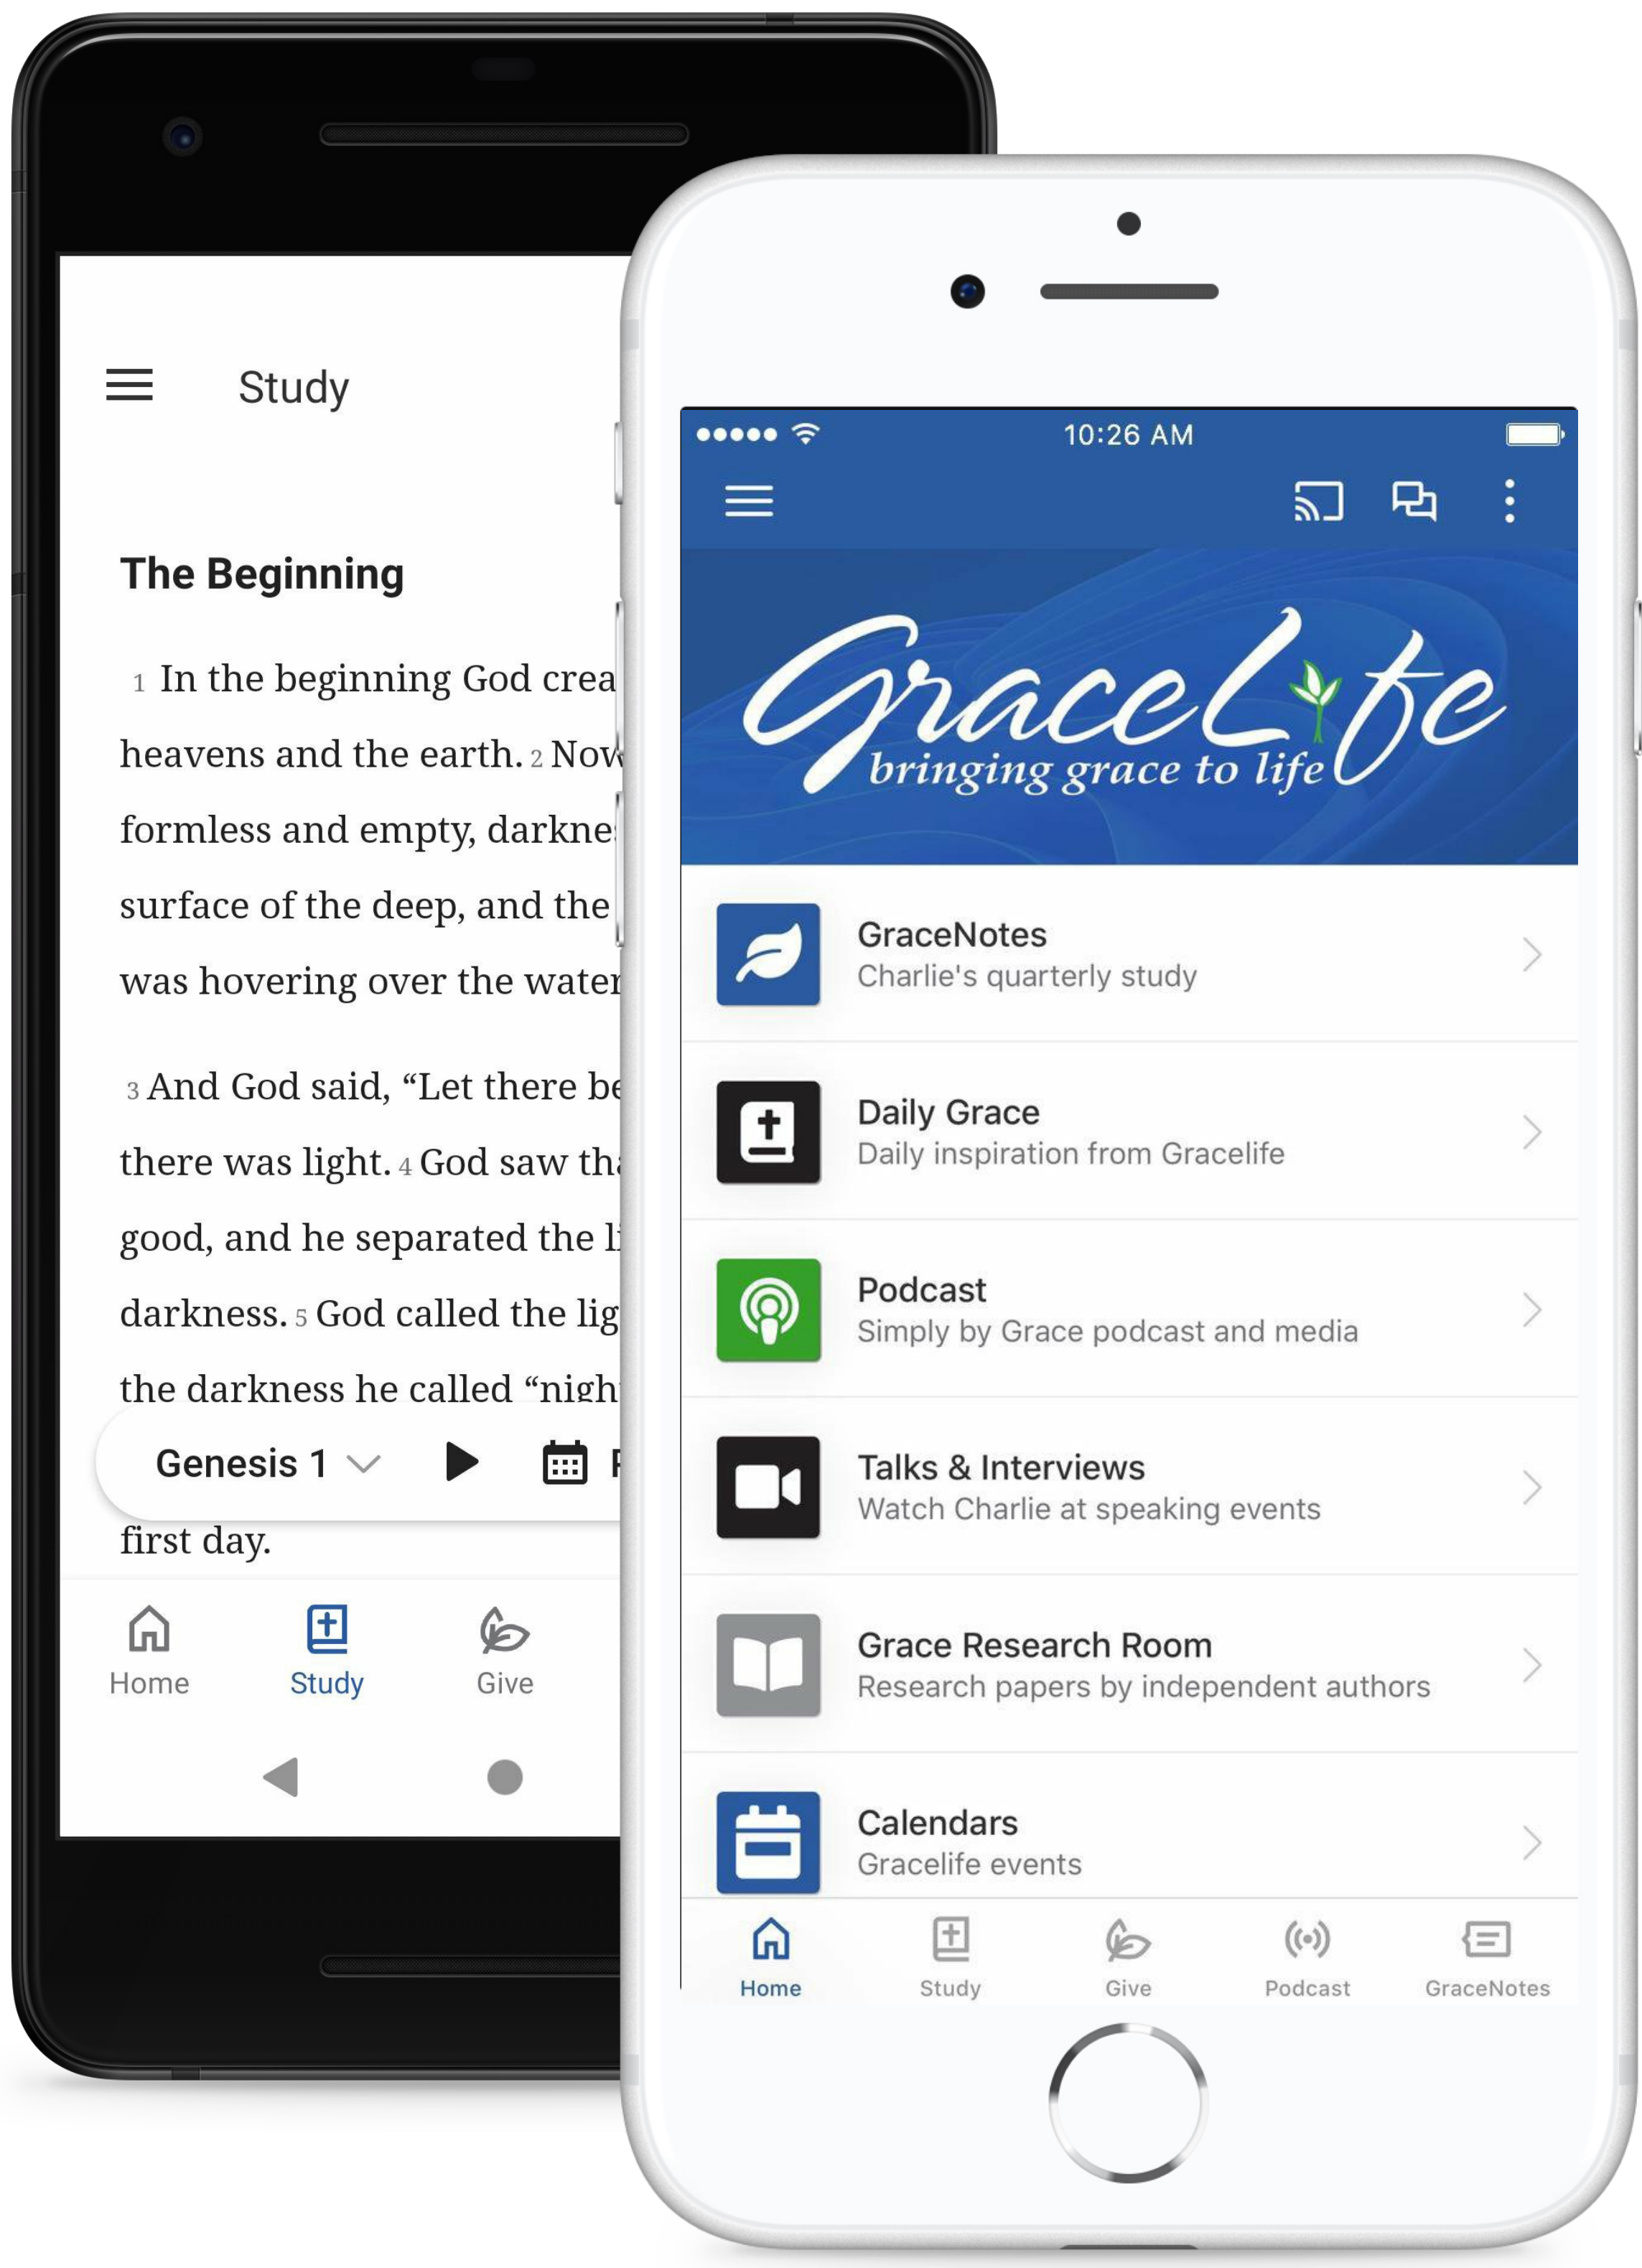 Study
The Beginning
1 In the beginning God crea
heavens and the earth. 2 Now
formless and empty, darkne
surface of the deep, and the
was hovering over the water
3 And God said, “Let there be
there was light. 4 God saw tha
good, and he separated the li
darkness. 5 God called the lig
the darkness he called “nigh
Genesis 1
first day.
Home
Study
Give
10:26 AM
GraceLife
bringing grace to life
GraceNotes
Charlie's quarterly study
Daily Grace
Daily inspiration from Gracelife
Podcast
Simply by Grace podcast and media
Talks & Interviews
Watch Charlie at speaking events
Grace Research Room
Research papers by independent authors
Calendars
Gracelife events
Home
Study
Give
Podcast
GraceNotes